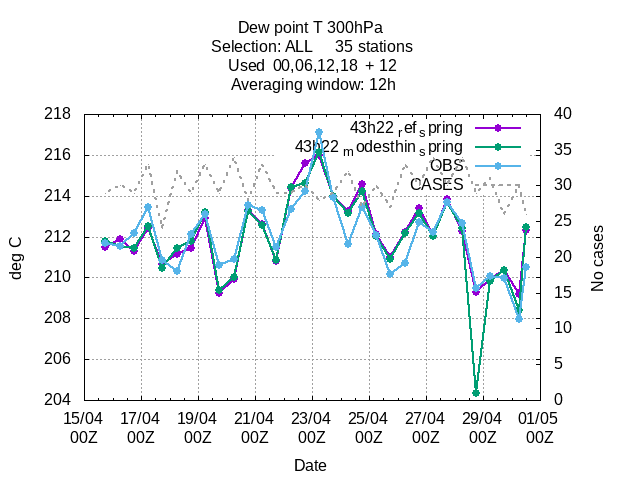 Dew point T 300hPa
Selection: ALL 35 stations
Used 00,06,12,18 + 12
Averaging window: 12h
218
216
214
212
210
208
206
204
deg C
43h22 ref spring
43h22 modesthin spring
OBS
CASES
40
35
30
25
20
15
10
5
0
No cases
15/04 17/04 19/04 21/04 23/04 25/04 27/04 29/04 01/05
00Z 00Z 00Z 00Z 00Z 00Z 00Z 00Z 00Z
Date